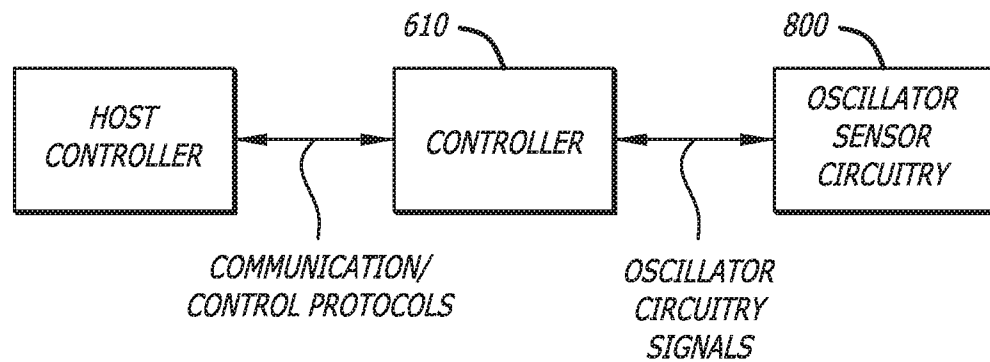 610
800
HOST
CONTROLLER
CONTROLLER
OSCILLATOR
SENSOR
CIRCUITRY
COMMUNICATION/
CONTROL PROTOCOLS
OSCILLATOR
CIRCUITRY
SIGNALS